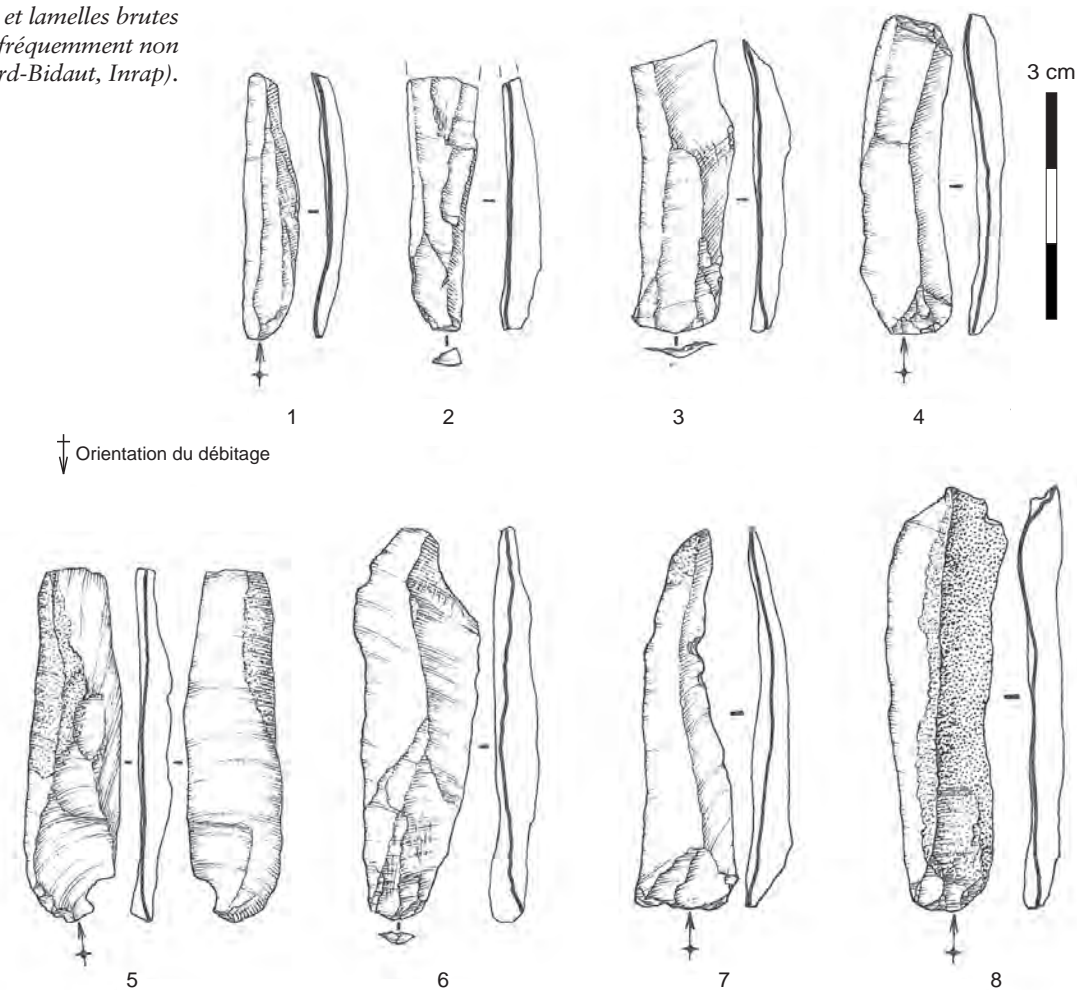 et lamelles brutes
fréquemment non
rd-Bidaut, Inrap).
3 cm
1
2
3
4
Orientation du débitage
5
6
7
8